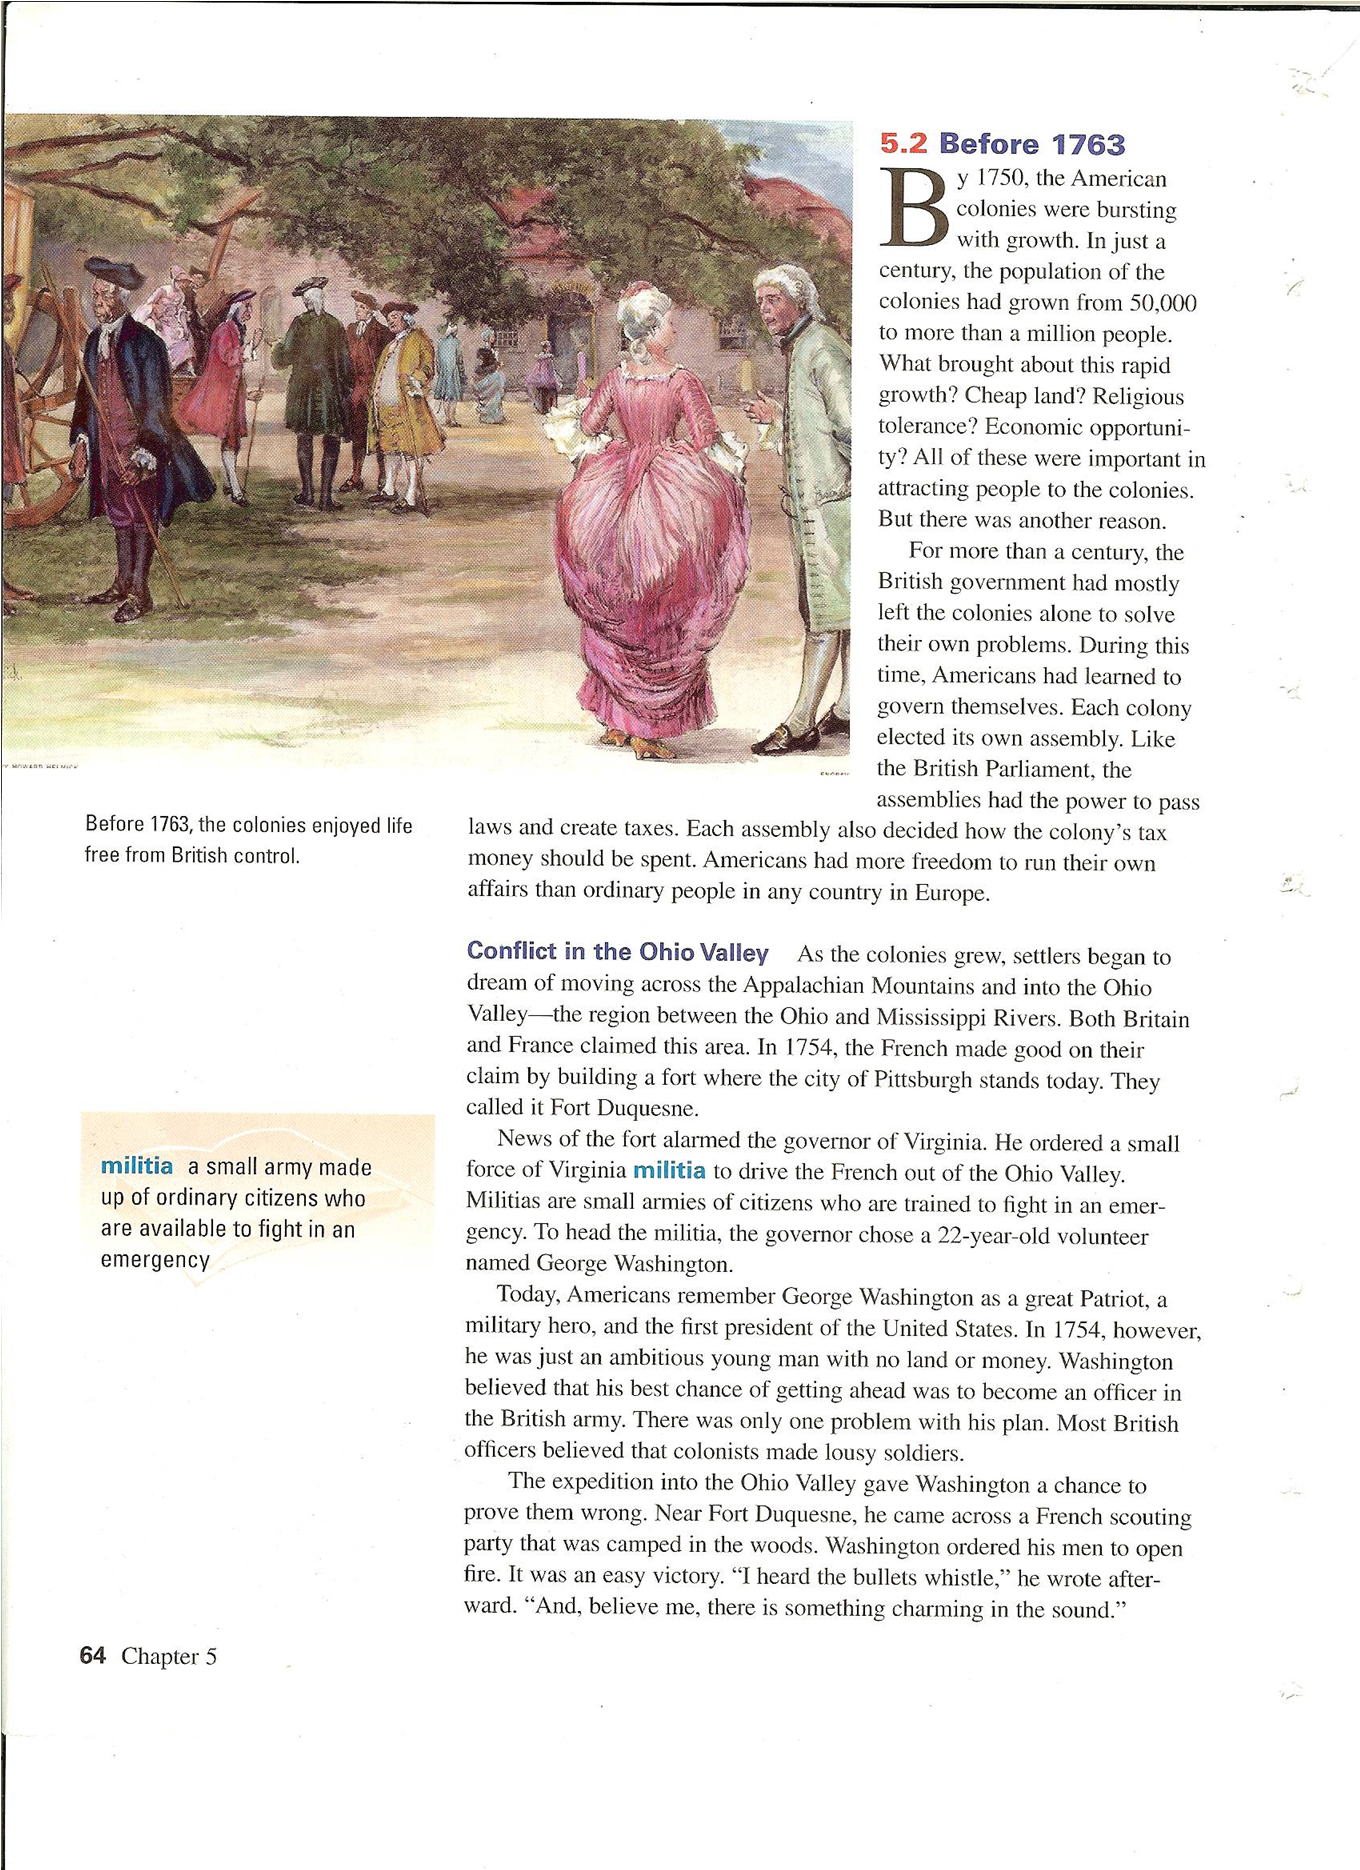 5.2 Before 1763
By 1750, the American
colonies were bursting
with growth. In just a
century, the population of the
colonies had grown from 50,000
to more than a million people.
What brought about this rapid
growth? Cheap land? Religious
tolerance? Economic opportuni-
ty? All of these were important in
attracting people to the colonies.
But there was another reason.
For more than a century, the
British government had mostly
left the colonies alone to solve
their own problems. During this
time, Americans had learned to
govern themselves. Each colony
elected its own assembly. Like
the British Parliament, the
assemblies had the power to pass
laws and create taxes. Each assembly also decided how the colony's tax
money should be spent. Americans had more freedom to run their own
affairs than ordinary people in any country in Europe.
Before 1763, the colonies enjoyed life
free from British control.
Conflict in the Ohio Valley As the colonies grew, settlers began to
dream of moving across the Appalachian Mountains and into the Ohio
Valley—the region between the Ohio and Mississippi Rivers. Both Britain
and France claimed this area. In 1754, the French made good on their
claim by building a fort where the city of Pittsburgh stands today. They
called it Fort Duquesne.
News of the fort alarmed the governor of Virginia. He ordered a small
force of Virginia militia to drive the French out of the Ohio Valley.
Militias are small armies of citizens who are trained to fight in an emer-
gency. To head the militia, the governor chose a 22-year-old volunteer
named George Washington.
militia a small army made
up of ordinary citizens who
are available to fight in an
emergency
Today, Americans remember George Washington as a great Patriot, a
military hero, and the first president of the United States. In 1754, however,
he was just an ambitious young man with no land or money. Washington
believed that his best chance of getting ahead was to become an officer in
the British army. There was only one problem with his plan. Most British
officers believed that colonists made lousy soldiers.
The expedition into the Ohio Valley gave Washington a chance to
prove them wrong. Near Fort Duquesne, he came across a French scouting
party that was camped in the woods. Washington ordered his men to open
fire. It was an easy victory. “I heard the bullets whistle,” he wrote after-
ward. “And, believe me, there is something charming in the sound.”
64 Chapter 5